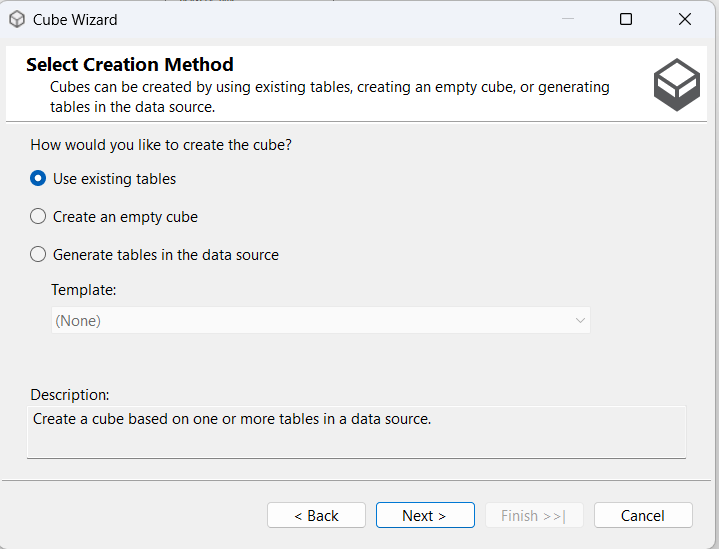 Cube Wizard
Select Creation Method
Cubes can be created by using existing tables, creating an empty cube, or generating
tables in the data source.
How would you like to create the cube?
Use existing tables
Create an empty cube
Generate tables in the data source
Template:
(None)
Description:
Create a cube based on one or more tables in a data source.
< Back
Next >
Finish >>|
Cancel